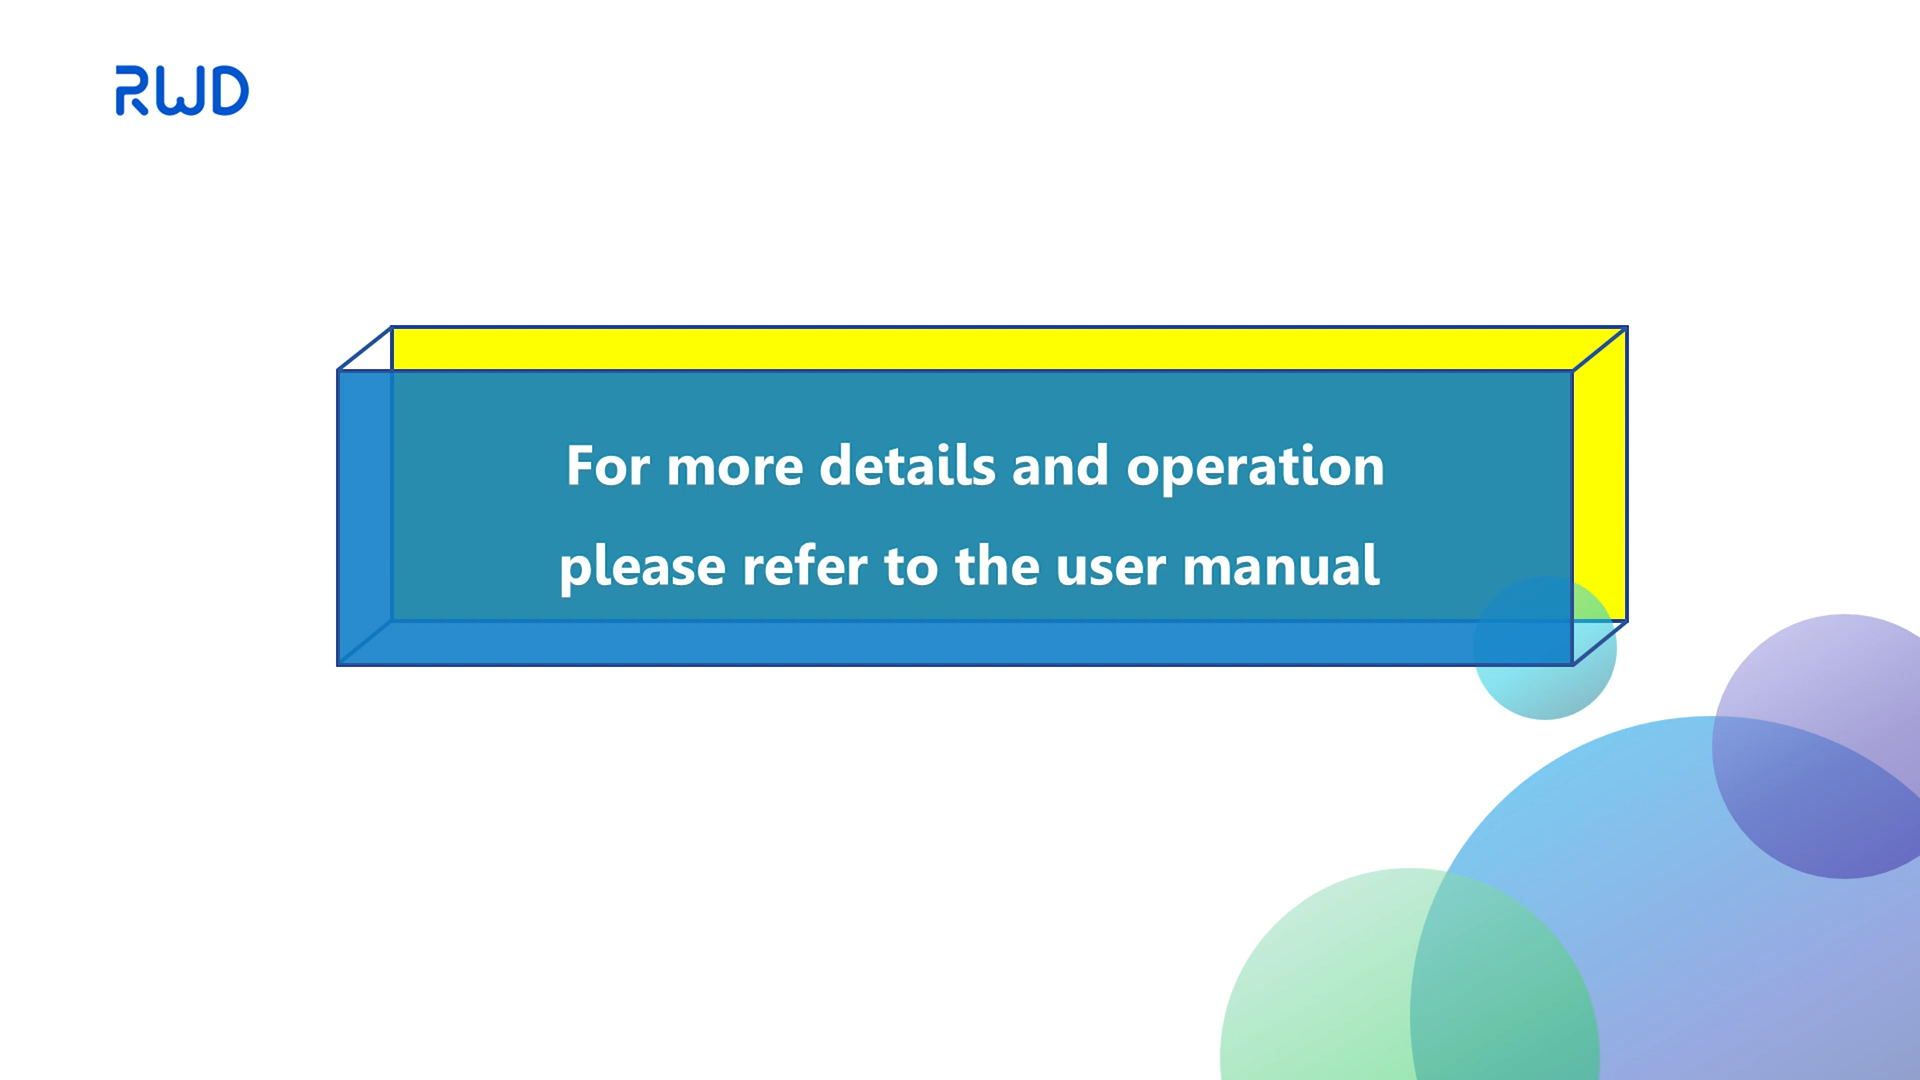 RWD
For more details and operation
please refer to the user manual